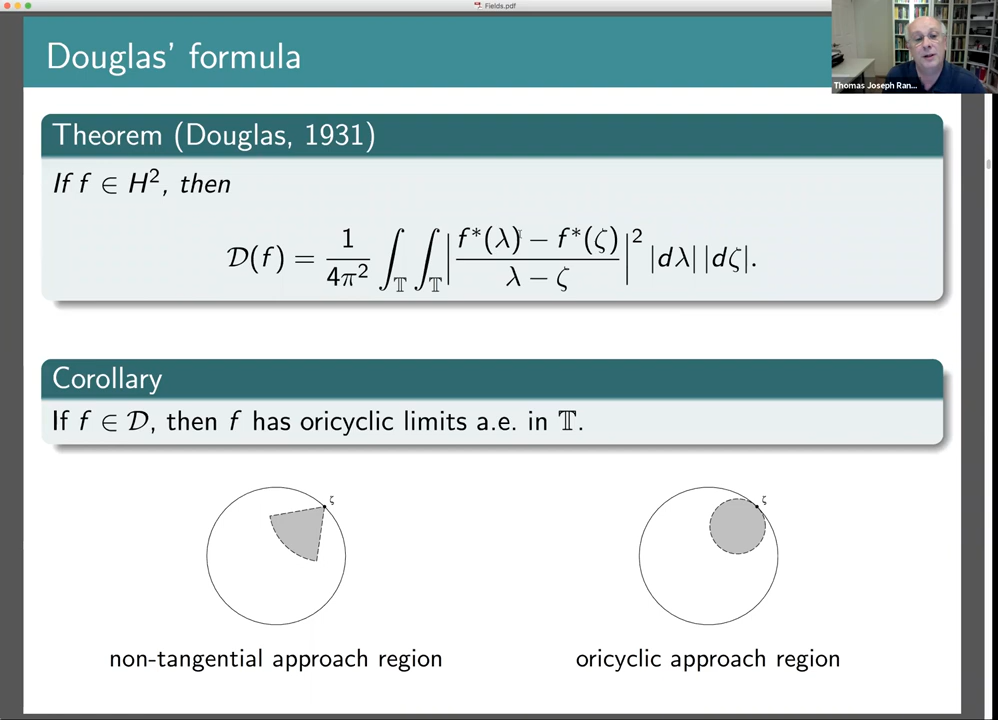 Fields.pdf
Thomas Joseph Ran...
Douglas' formula
Theorem (Douglas, 1931)
If f ∈ H², then
𝒟(f) = 1/4π² ∫_𝕋 ∫_𝕋 |f*(λ) − f*(ζ) / λ − ζ|² |dλ| |dζ|.
Corollary
If f ∈ 𝒟, then f has oricyclic limits a.e. in 𝕋.
ζ
ζ
non-tangential approach region
oricyclic approach region